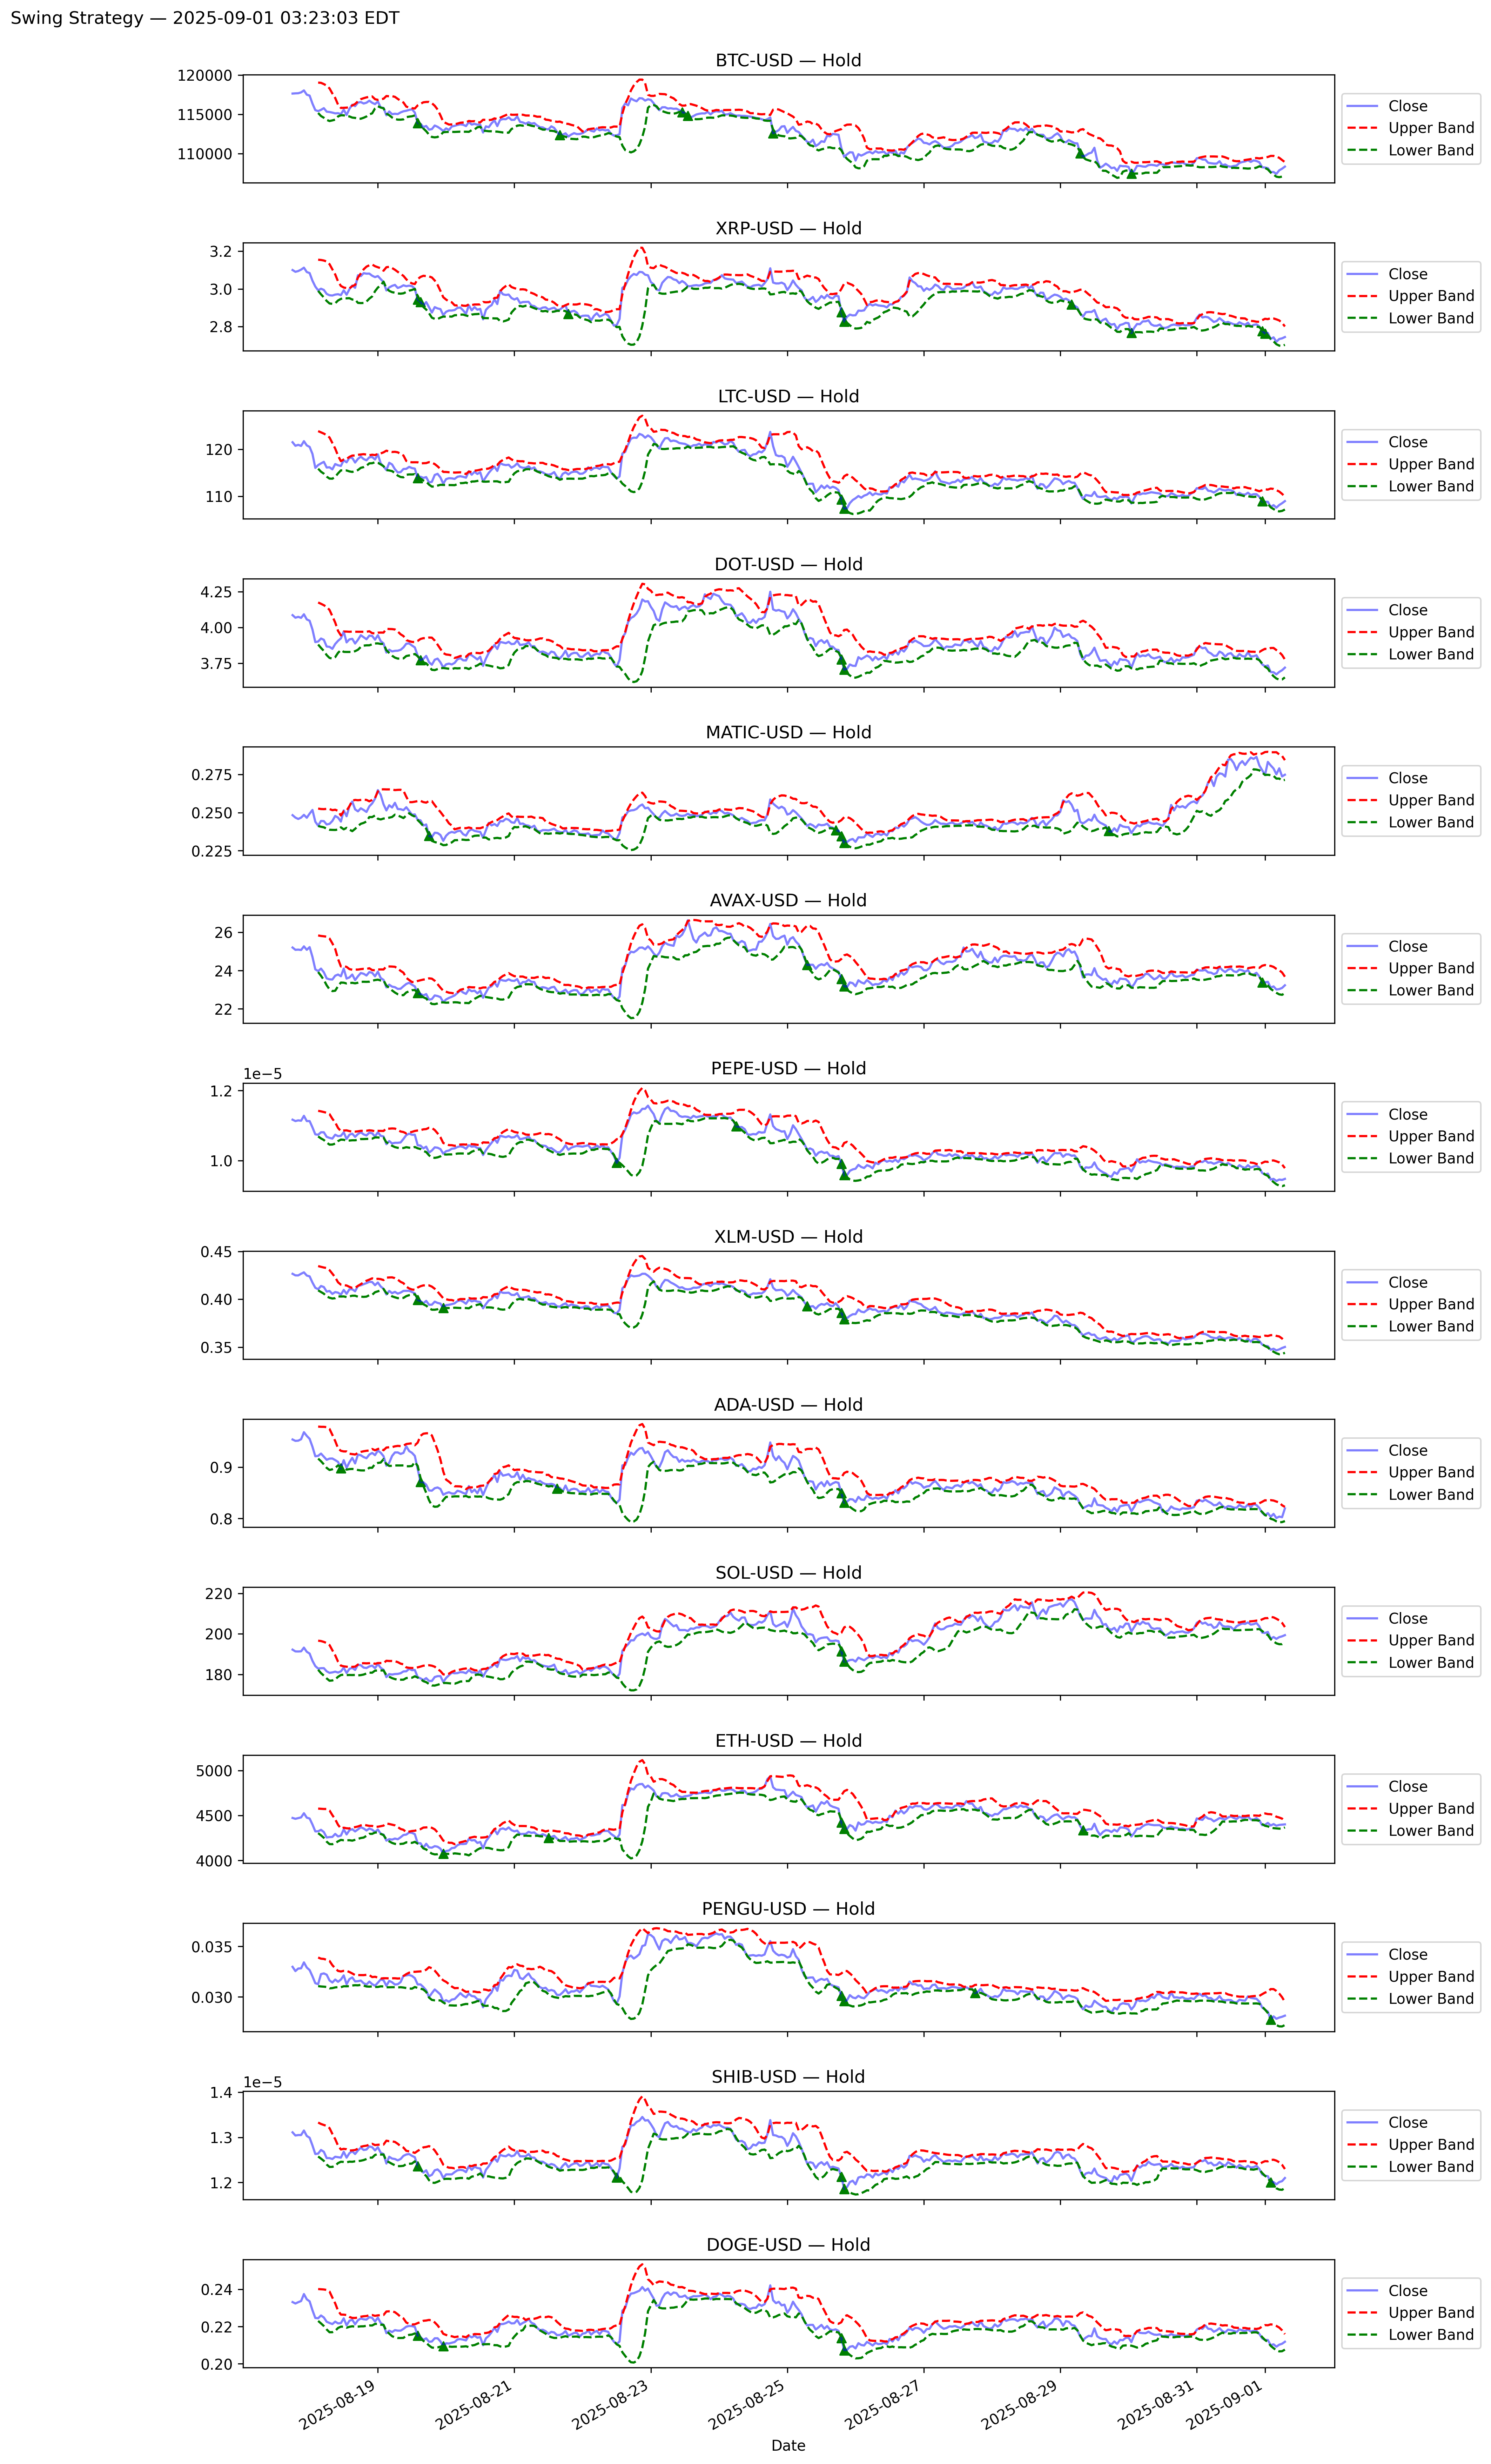 Swing Strategy — 2025-09-01 03:23:03 EDT
BTC-USD — Hold
120000
115000
110000
Close
Upper Band
Lower Band
XRP-USD — Hold
3.2
3.0
2.8
Close
Upper Band
Lower Band
LTC-USD — Hold
120
110
Close
Upper Band
Lower Band
DOT-USD — Hold
4.25
4.00
3.75
Close
Upper Band
Lower Band
MATIC-USD — Hold
0.275
0.250
0.225
Close
Upper Band
Lower Band
AVAX-USD — Hold
26
24
22
Close
Upper Band
Lower Band
PEPE-USD — Hold
1e−5
1.2
1.0
Close
Upper Band
Lower Band
XLM-USD — Hold
0.45
0.40
0.35
Close
Upper Band
Lower Band
ADA-USD — Hold
0.9
0.8
Close
Upper Band
Lower Band
SOL-USD — Hold
220
200
180
Close
Upper Band
Lower Band
ETH-USD — Hold
5000
4500
4000
Close
Upper Band
Lower Band
PENGU-USD — Hold
0.035
0.030
Close
Upper Band
Lower Band
SHIB-USD — Hold
1e−5
1.4
1.3
1.2
Close
Upper Band
Lower Band
DOGE-USD — Hold
0.24
0.22
0.20
Close
Upper Band
Lower Band
2025-08-19
2025-08-21
2025-08-23
2025-08-25
2025-08-27
2025-08-29
2025-08-31
2025-09-01
Date